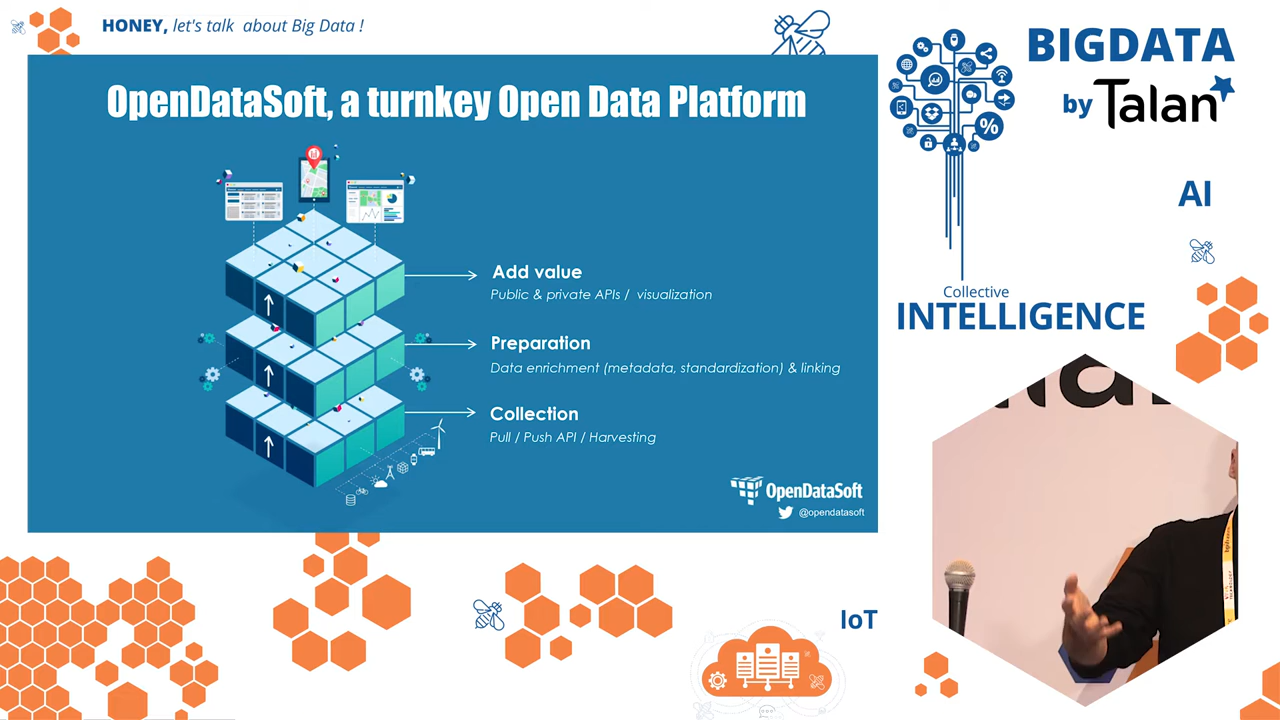 HONEY, let's talk about Big Data !
OpenDataSoft, a turnkey Open Data Platform
Add value
Public & private APIs / visualization
Preparation
Data enrichment (metadata, standardization) & linking
Collection
Pull / Push API / Harvesting
OpenDataSoft
@opendatasoft
BIGDATA
by Talan
%
AI
Collective
INTELLIGENCE
IoT